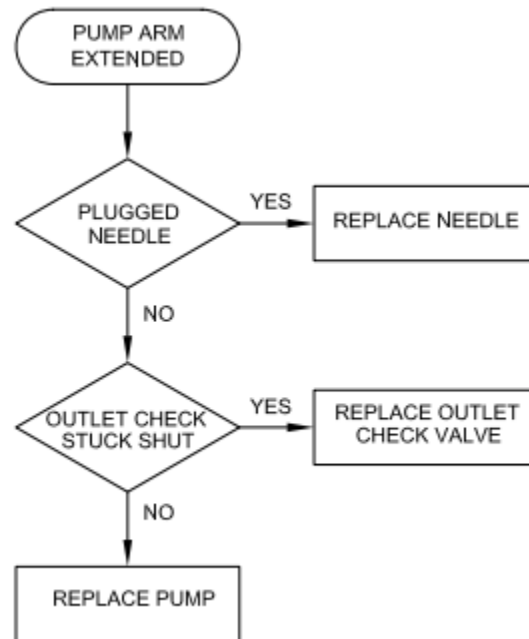 PUMP ARM
EXTENDED
PLUGGED
NEEDLE
YES
REPLACE NEEDLE
NO
OUTLET CHECK
STUCK SHUT
YES
REPLACE OUTLET
CHECK VALVE
NO
REPLACE PUMP